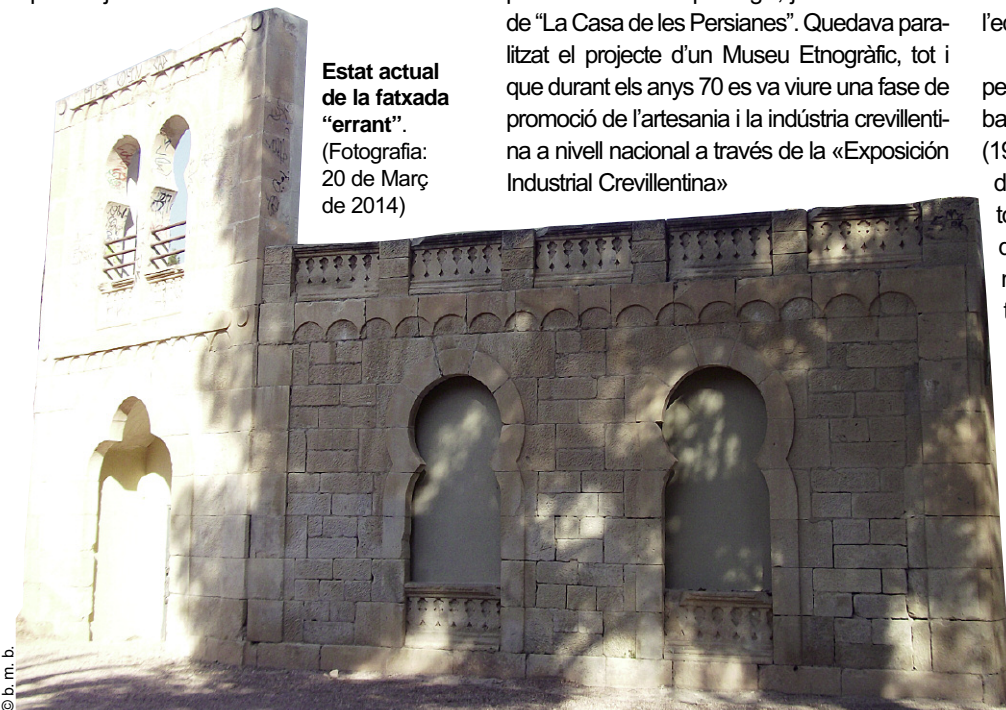 Estat actual
de la fatxada
“errant”.
(Fotografia:
20 de Març
de 2014)
de “La Casa de les Persianes”. Quedava para-
litzat el projecte d’un Museu Etnogràfic, tot i
que durant els anys 70 es va viure una fase de
promoció de l’artesania i la indústria crevillenti-
na a nivell nacional a través de la «Exposición
Industrial Crevillentina»
© b. m. b.